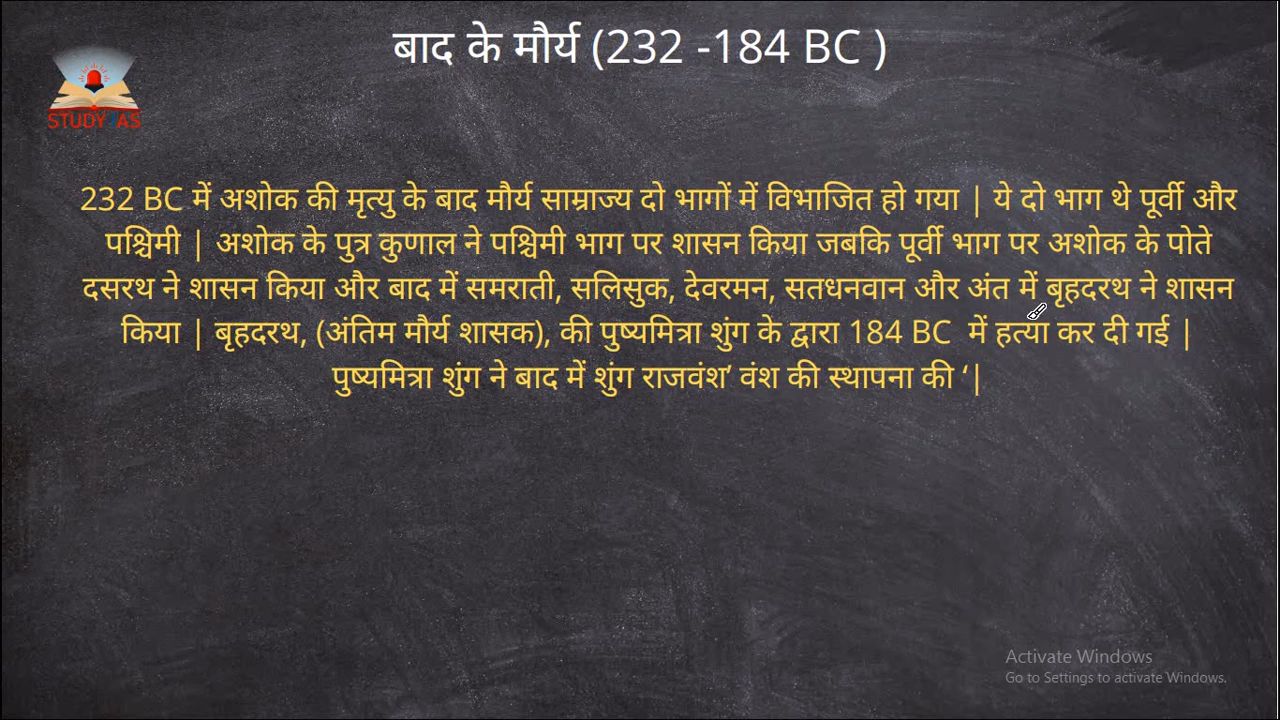 बाद के मौर्य (232 -184 BC )
STUDY AS
232 BC में अशोक की मृत्यु के बाद मौर्य साम्राज्य दो भागों में विभाजित हो गया | ये दो भाग थे पूर्वी और
पश्चिमी | अशोक के पुत्र कुणाल ने पश्चिमी भाग पर शासन किया जबकि पूर्वी भाग पर अशोक के पोते
दसरथ ने शासन किया और बाद में समराती, सलिसुक, देवरमन, सतधनवान और अंत में बृहदरथ ने शासन
किया | बृहदरथ, (अंतिम मौर्य शासक), की पुष्यमित्रा शुंग के द्वारा 184 BC में हत्या कर दी गई |
पुष्यमित्रा शुंग ने बाद में शुंग राजवंश’ वंश की स्थापना की ‘|
Activate Windows
Go to Settings to activate Windows.